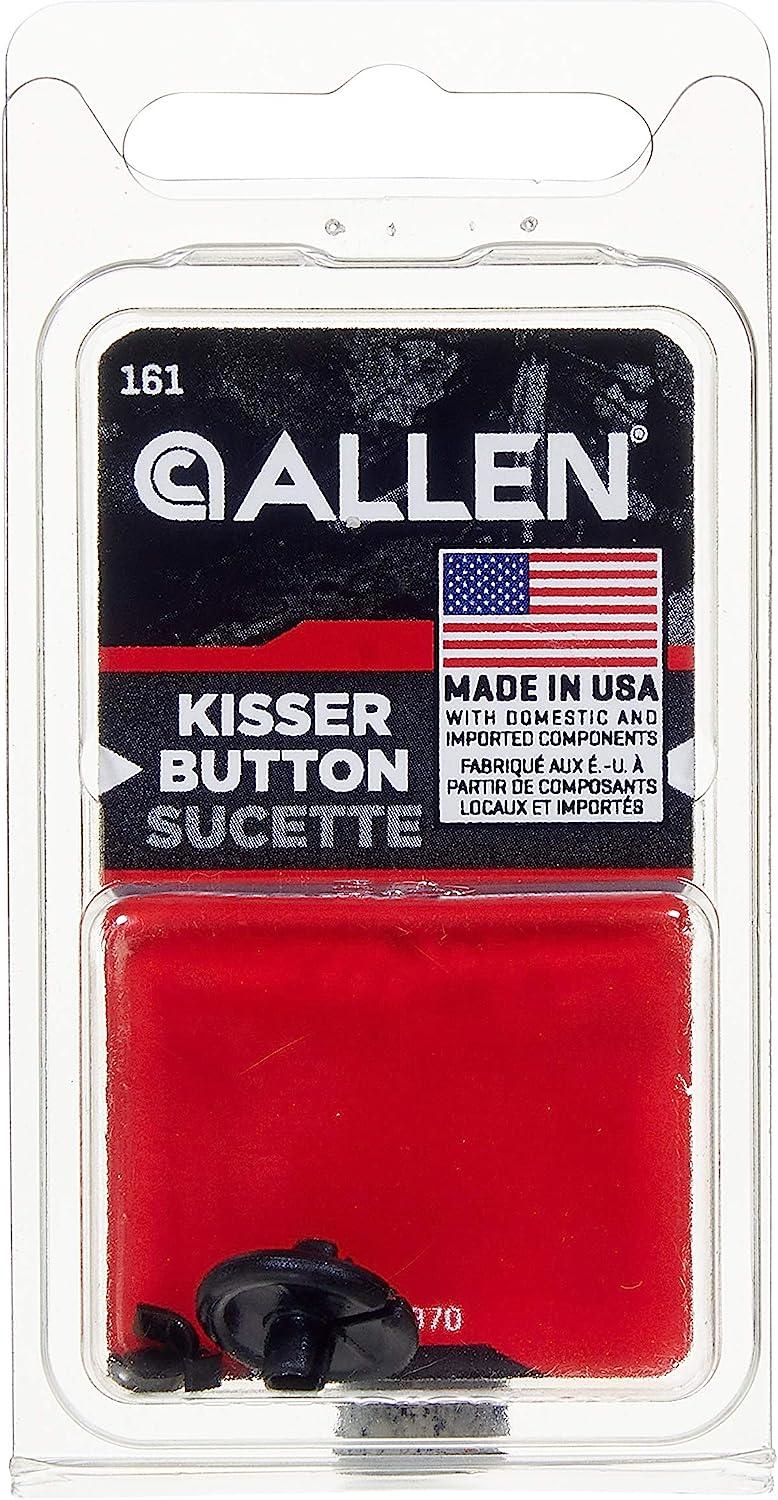 161
ALLEN®
MADE IN USA
WITH DOMESTIC AND
IMPORTED COMPONENTS
FABRIQUÉ AUX É.-U. À
PARTIR DE COMPOSANTS
LOCAUX ET IMPORTÉS
KISSER
BUTTON
SUCETTE